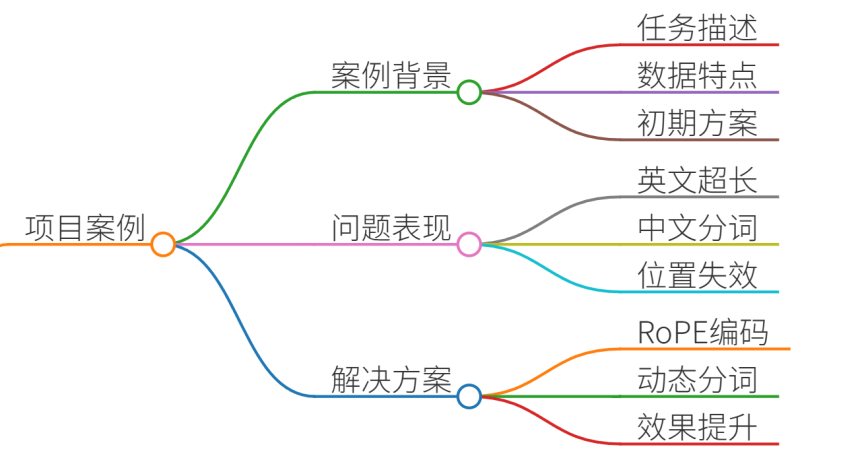 项目案例
案例背景
任务描述
数据特点
初期方案
问题表现
英文超长
中文分词
位置失效
解决方案
RoPE编码
动态分词
效果提升